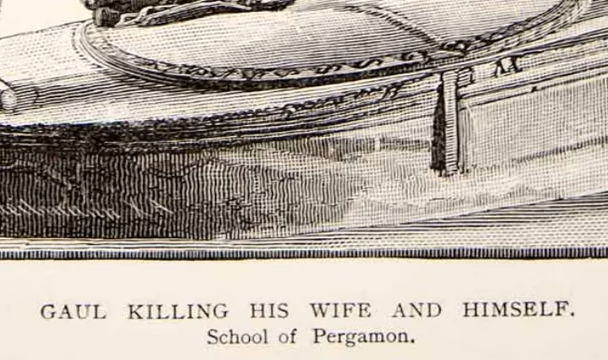 GAUL KILLING HIS WIFE AND HIMSELF.
School of Pergamon.